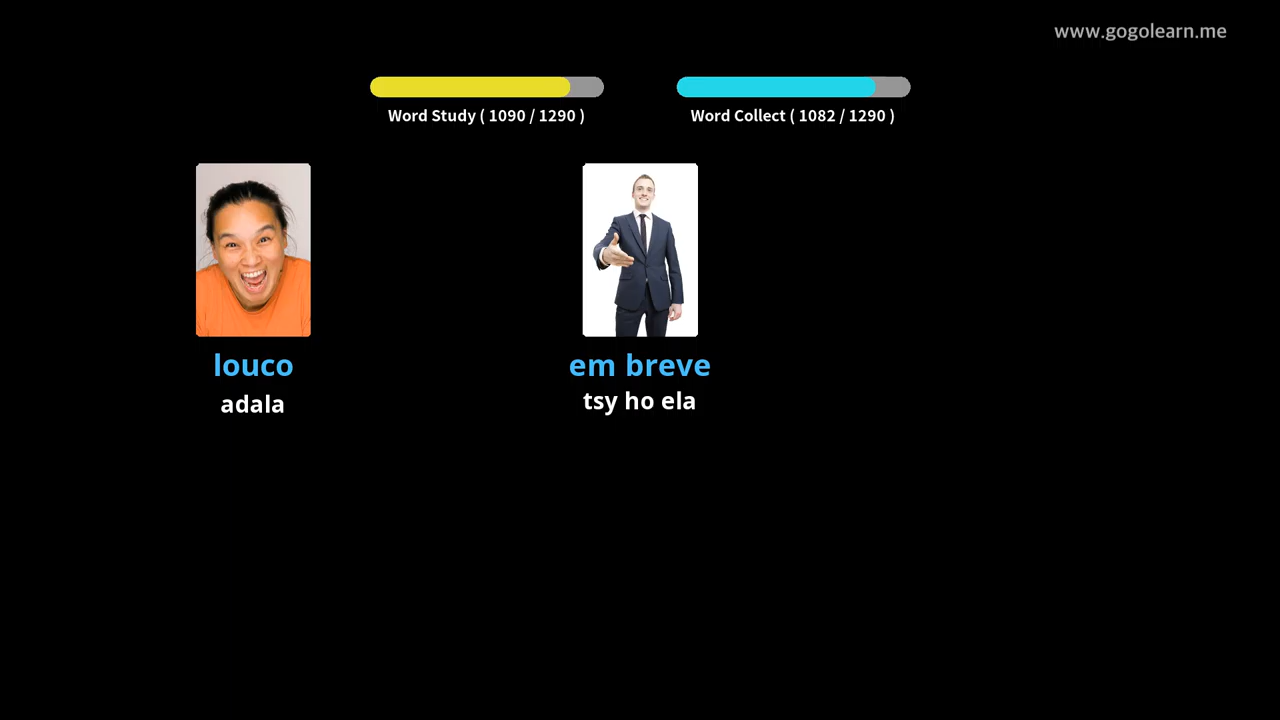 www.gogolearn.me
Word Study ( 1090 / 1290 )
Word Collect ( 1082 / 1290 )
louco
adala
em breve
tsy ho ela